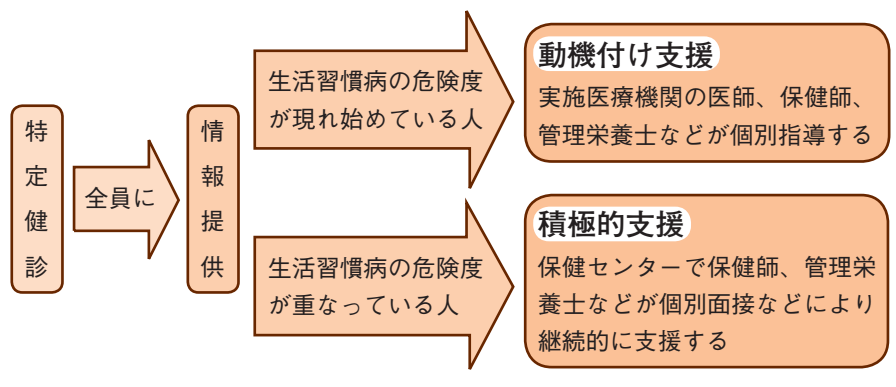 特定健診
全員に
情報提供
生活習慣病の危険度
が現れ始めている人
動機付け支援
実施医療機関の医師、保健師、
管理栄養士などが個別指導する
生活習慣病の危険度
が重なっている人
積極的支援
保健センターで保健師、管理栄
養士などが個別面接などにより
継続的に支援する